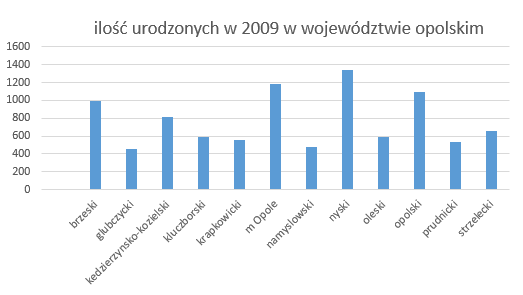 ilość urodzonych w 2009 w województwie opolskim
1600
1400
1200
1000
800
600
400
200
0
brzeski
głubczycki
kedzierzynsko-kozielski
kluczborski
krapkowicki
m Opole
namysłowski
nyski
oleski
opolski
prudnicki
strzelecki